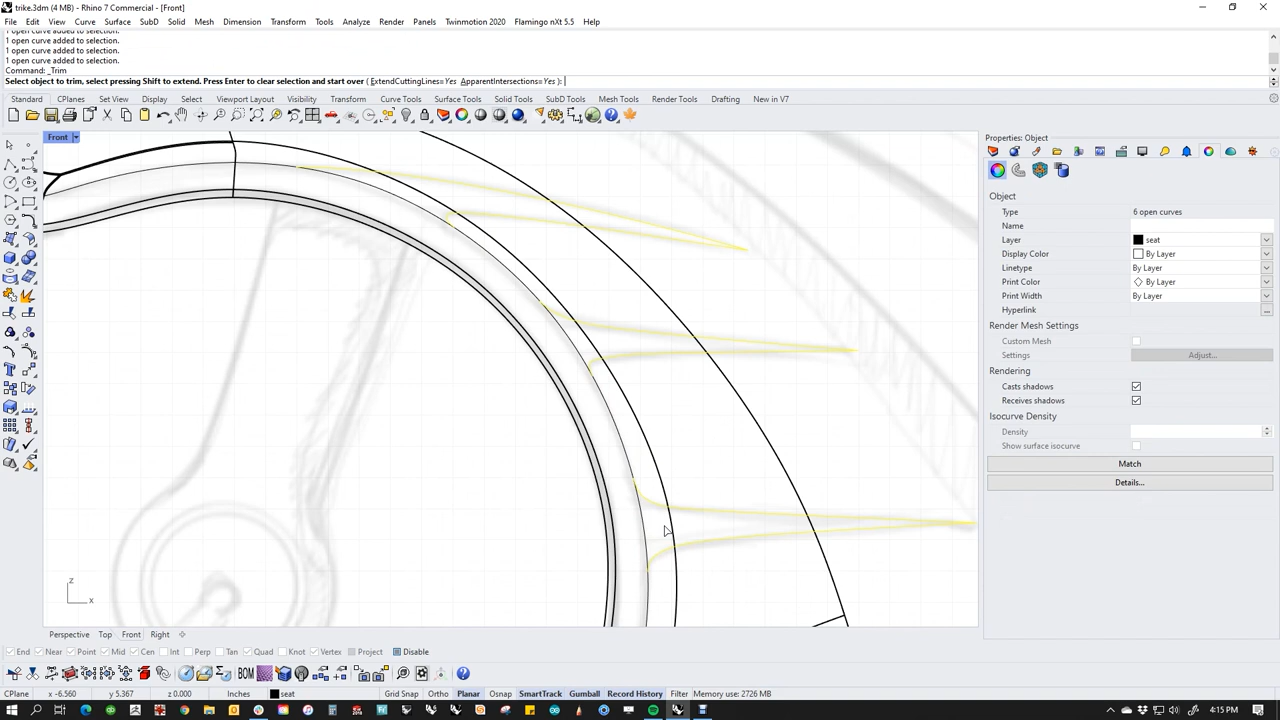 trike.3dm (4 MB) - Rhino 7 Commercial - [Front]
File Edit View Curve Surface SubD Solid Mesh Dimension Transform Tools Analyze Render Panels Twinmotion 2020 Flamingo nXt 5.5 Help
1 open curve added to selection.
1 open curve added to selection.
1 open curve added to selection.
1 open curve added to selection.
Command: _Trim
Select object to trim, select pressing Shift to extend. Press Enter to clear selection and start over ( ExtendCuttingLines=Yes ApparentIntersections=Yes ):
Standard CPlanes Set View Display Select Viewport Layout Visibility Transform Curve Tools Surface Tools Solid Tools SubD Tools Mesh Tools Render Tools Drafting New in V7
Front
Properties: Object
Object
Type 6 open curves
Name
Layer seat
Display Color By Layer
Linetype By Layer
Print Color By Layer
Print Width By Layer
Hyperlink ...
Render Mesh Settings
Custom Mesh
Settings Adjust...
Rendering
Casts shadows
Receives shadows
Isocurve Density
Density
Show surface isocurve
Match
Details...
z
x
Perspective Top Front Right
End Near Point Mid Cen Int Perp Tan Quad Knot Vertex Project Disable
BOM
CPlane x -6.560 y 5.367 z 0.000 Inches seat Grid Snap Ortho Planar Osnap SmartTrack Gumball Record History Filter Memory use: 2726 MB
4:15 PM